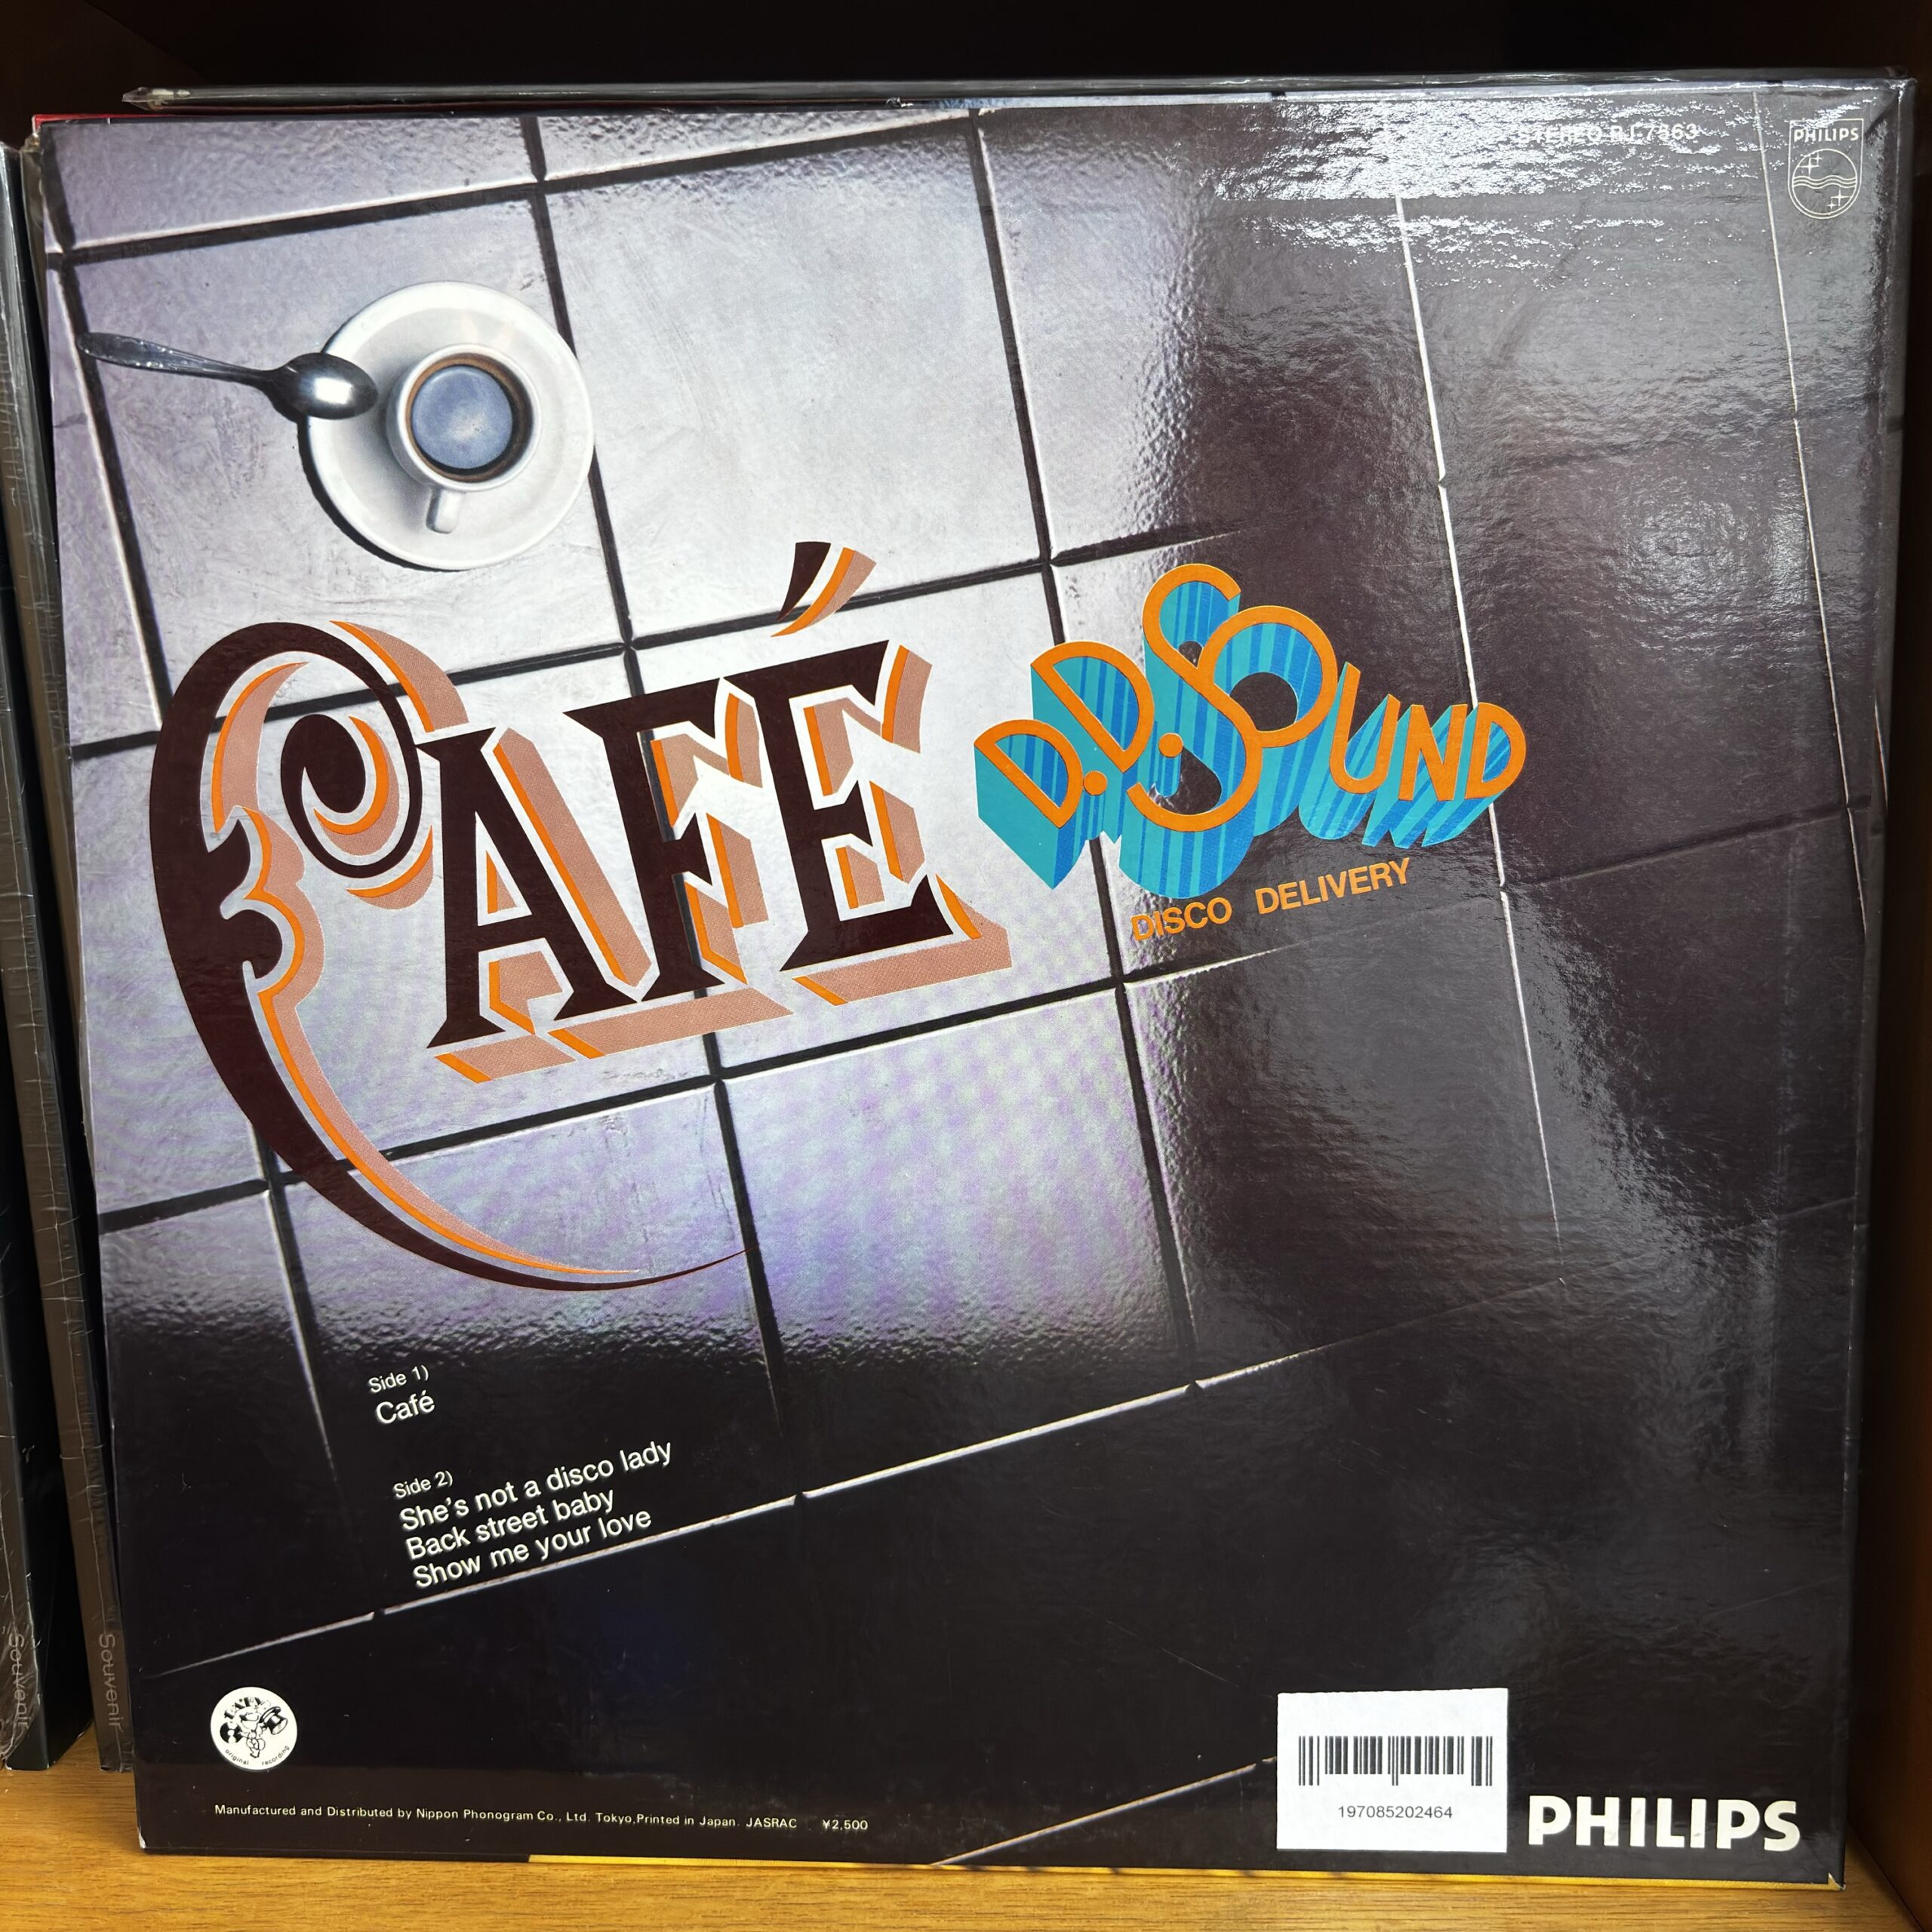 STEREO RJ-7363
PHILIPS
CAFÉ
D.D. SOUND
DISCO DELIVERY
Side 1)
Café
Side 2)
She's not a disco lady
Back street baby
Show me your love
original recording
Manufactured and Distributed by Nippon Phonogram Co., Ltd. Tokyo,Printed in Japan. JASRAC ¥2,500
197085202464
PHILIPS
Souvenir
Souvenir